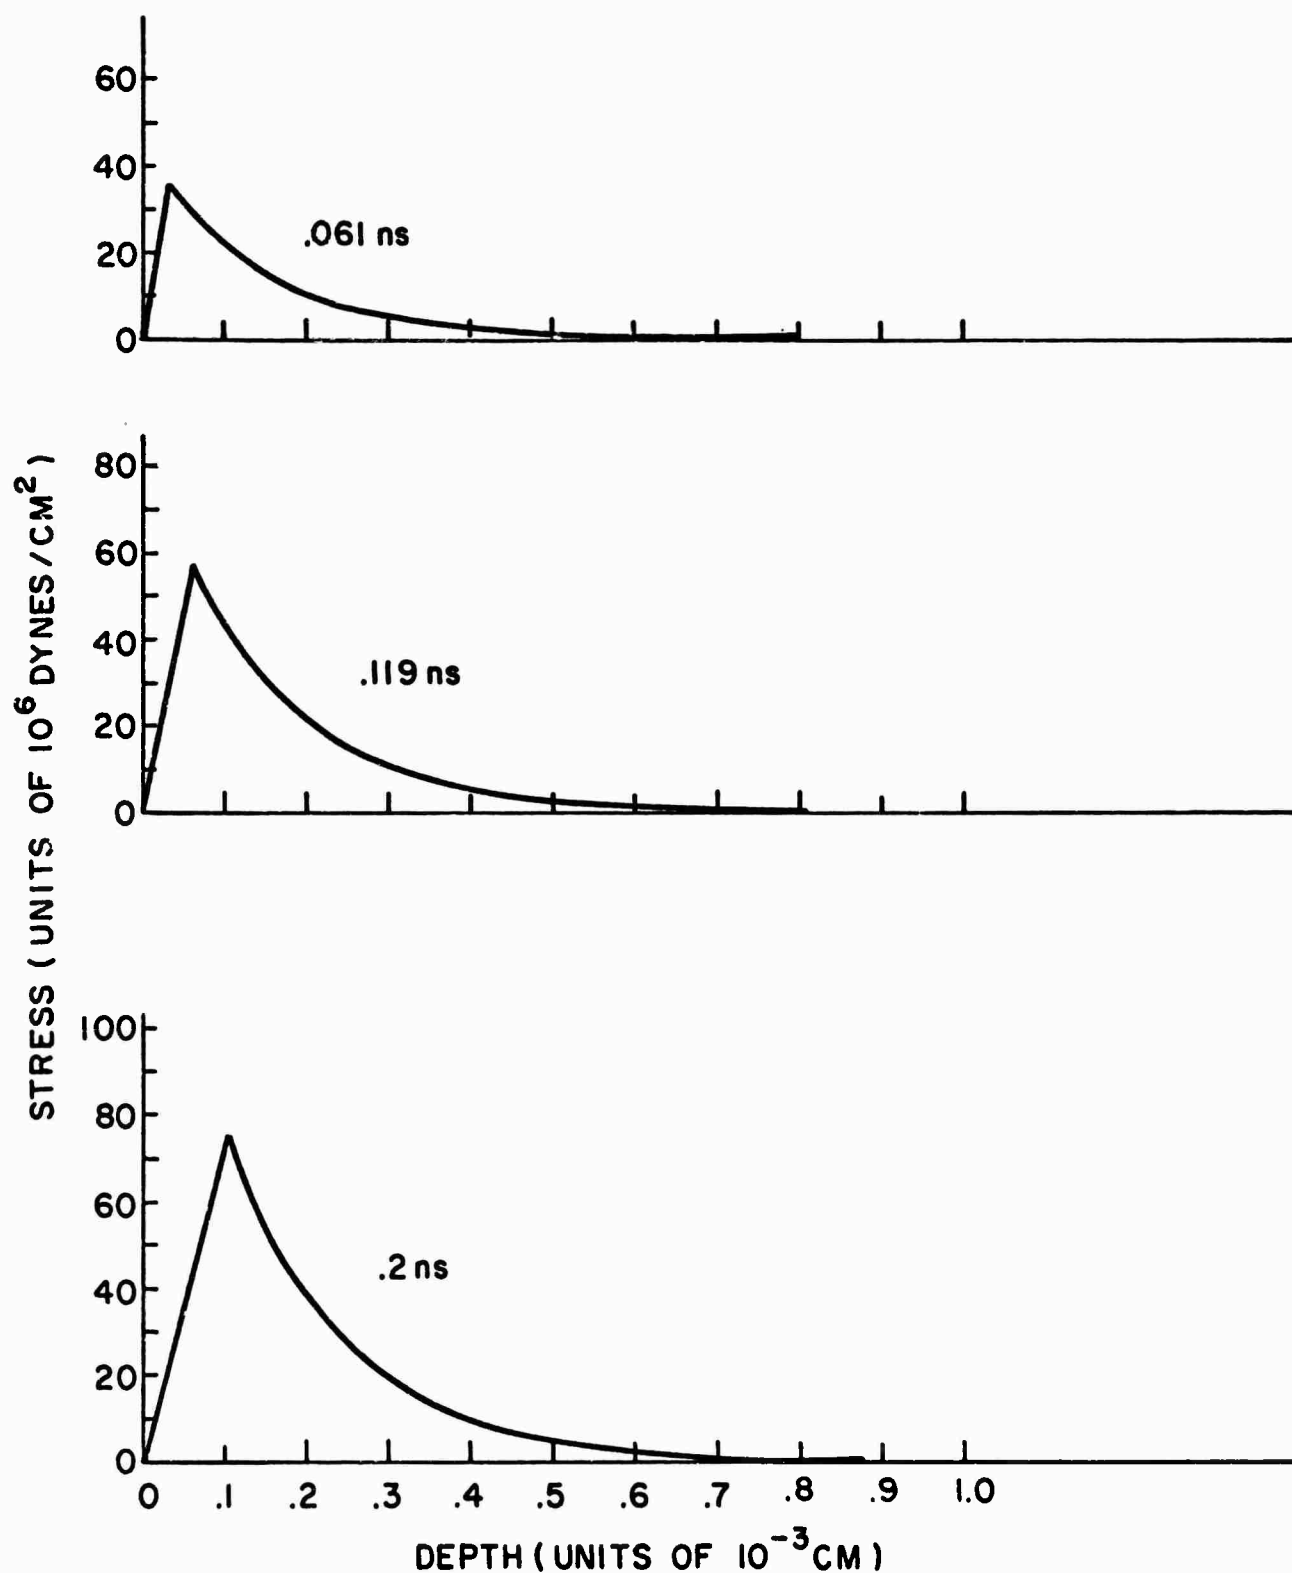 60
40
20
0
.061 ns
80
60
40
20
0
.119 ns
100
80
60
40
20
0
.2 ns
0 .1 .2 .3 .4 .5 .6 .7 .8 .9 1.0
STRESS (UNITS OF 10⁶ DYNES/CM²)
DEPTH (UNITS OF 10⁻³ CM)